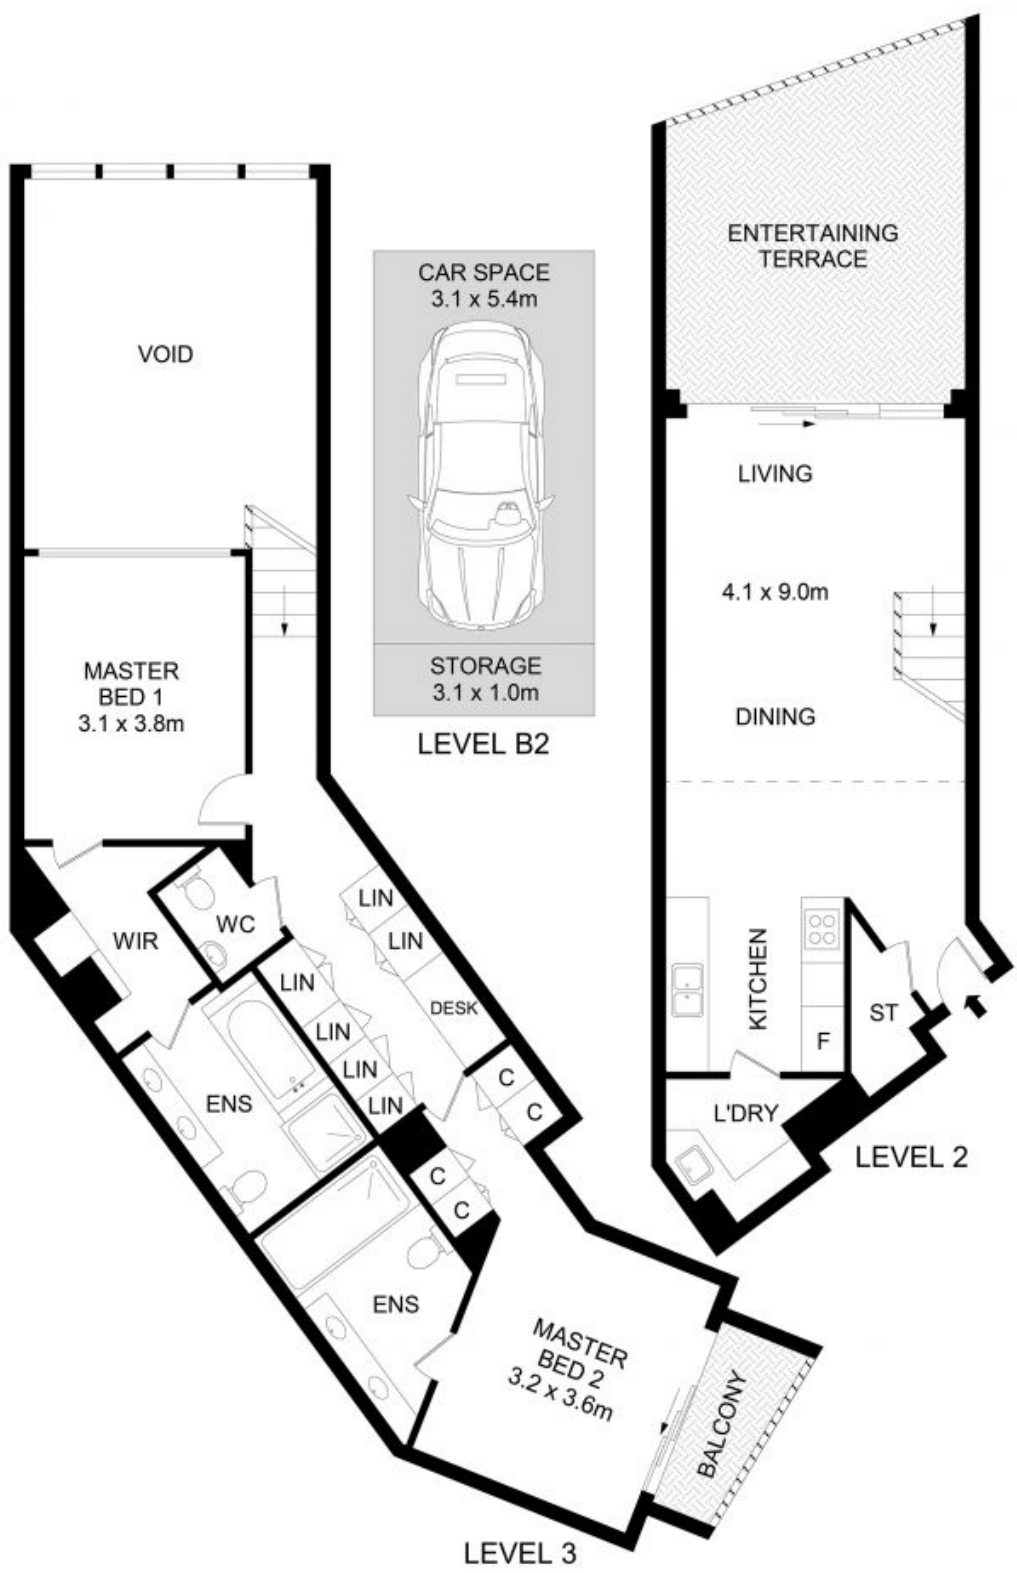 VOID
MASTER
BED 1
3.1 x 3.8m
WIR
WC
LIN
LIN
DESK
LIN
LIN
LIN
LIN
C
C
C
C
ENS
ENS
MASTER
BED 2
3.2 x 3.6m
BALCONY
LEVEL 3
CAR SPACE
3.1 x 5.4m
STORAGE
3.1 x 1.0m
LEVEL B2
ENTERTAINING
TERRACE
LIVING
4.1 x 9.0m
DINING
KITCHEN
F
ST
L'DRY
LEVEL 2